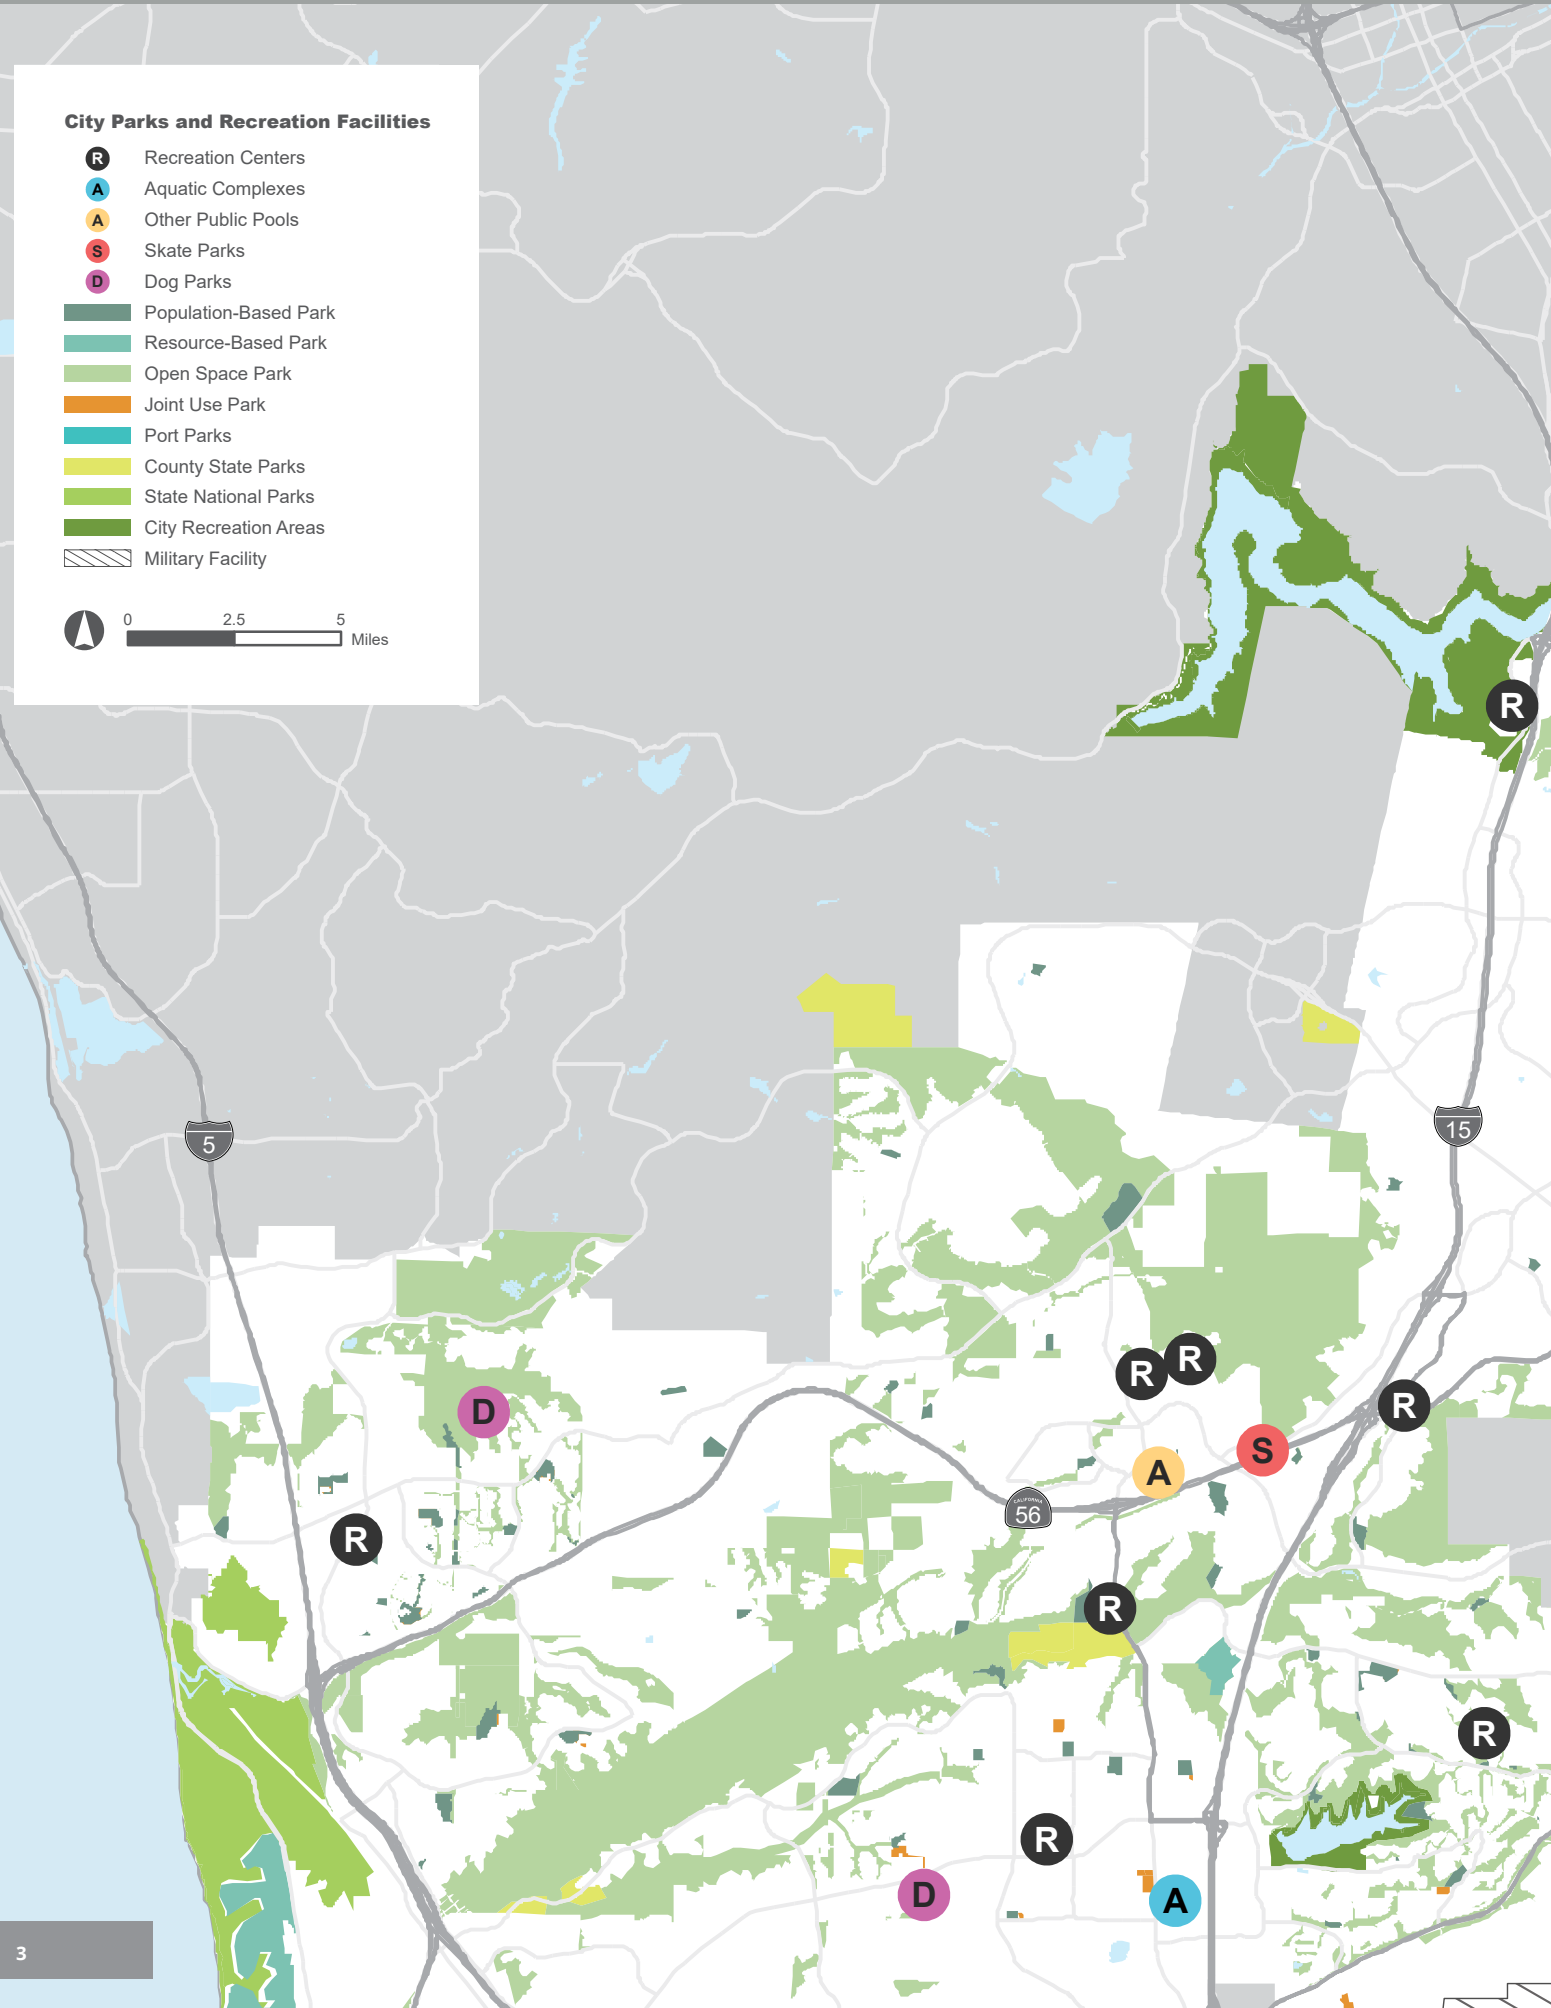 City Parks and Recreation Facilities
R Recreation Centers
A Aquatic Complexes
A Other Public Pools
S Skate Parks
D Dog Parks
Population-Based Park
Resource-Based Park
Open Space Park
Joint Use Park
Port Parks
County State Parks
State National Parks
City Recreation Areas
Military Facility
0 2.5 5
Miles
R
15
5
R
R
R
D
S
A
CALIFORNIA
56
R
R
R
R
D
A
3